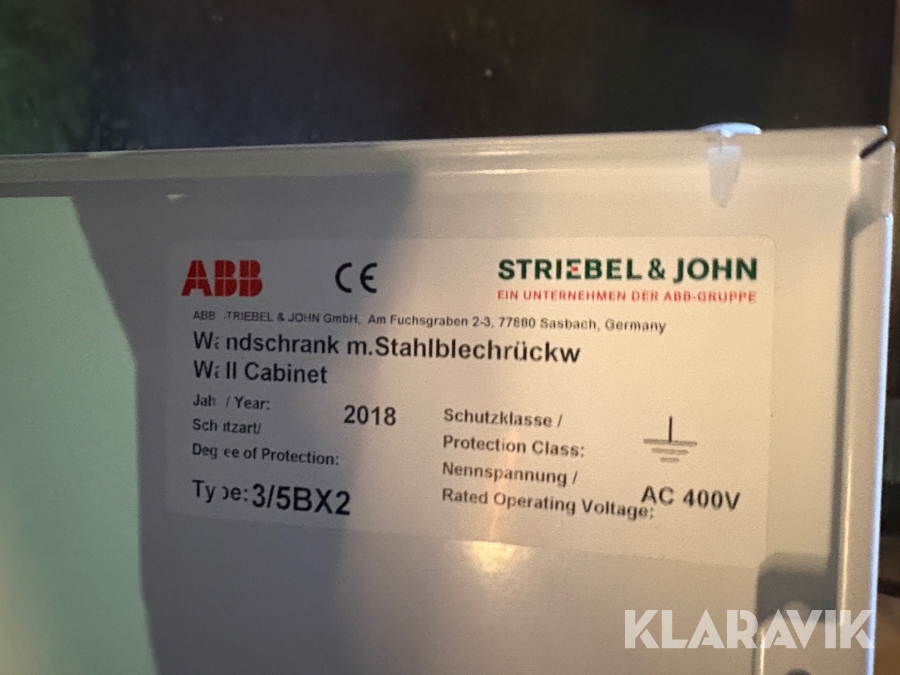 ABB CE STRIEBEL & JOHN
EIN UNTERNEHMEN DER ABB-GRUPPE
ABB STRIEBEL & JOHN GmbH, Am Fuchsgraben 2-3, 77880 Sasbach, Germany
Wandschrank m.Stahlblechrückw
Wall Cabinet
Jahr / Year: 2018
Schutzart/
Degree of Protection:
Type: 3/5BX2
Schutzklasse /
Protection Class:
Nennspannung /
Rated Operating Voltage: AC 400V
KLARAVIK